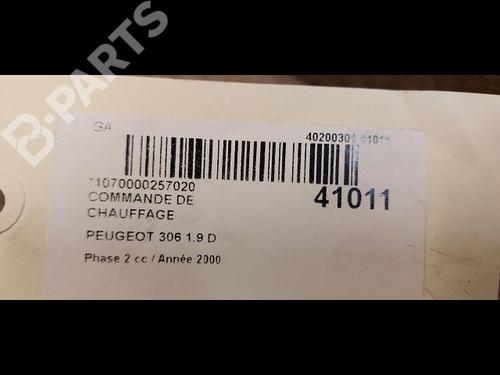 B-PARTS
GA
40200301 41011
*1070000257020
41011
COMMANDE DE
CHAUFFAGE
PEUGEOT 306 1.9 D
Phase 2 cc / Année 2000